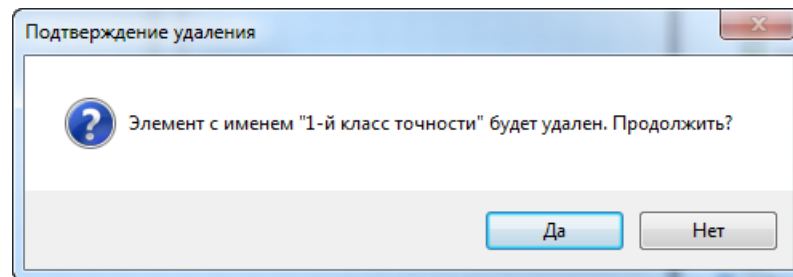 Подтверждение удаления
Элемент с именем "1-й класс точности" будет удален. Продолжить?
Да
Нет